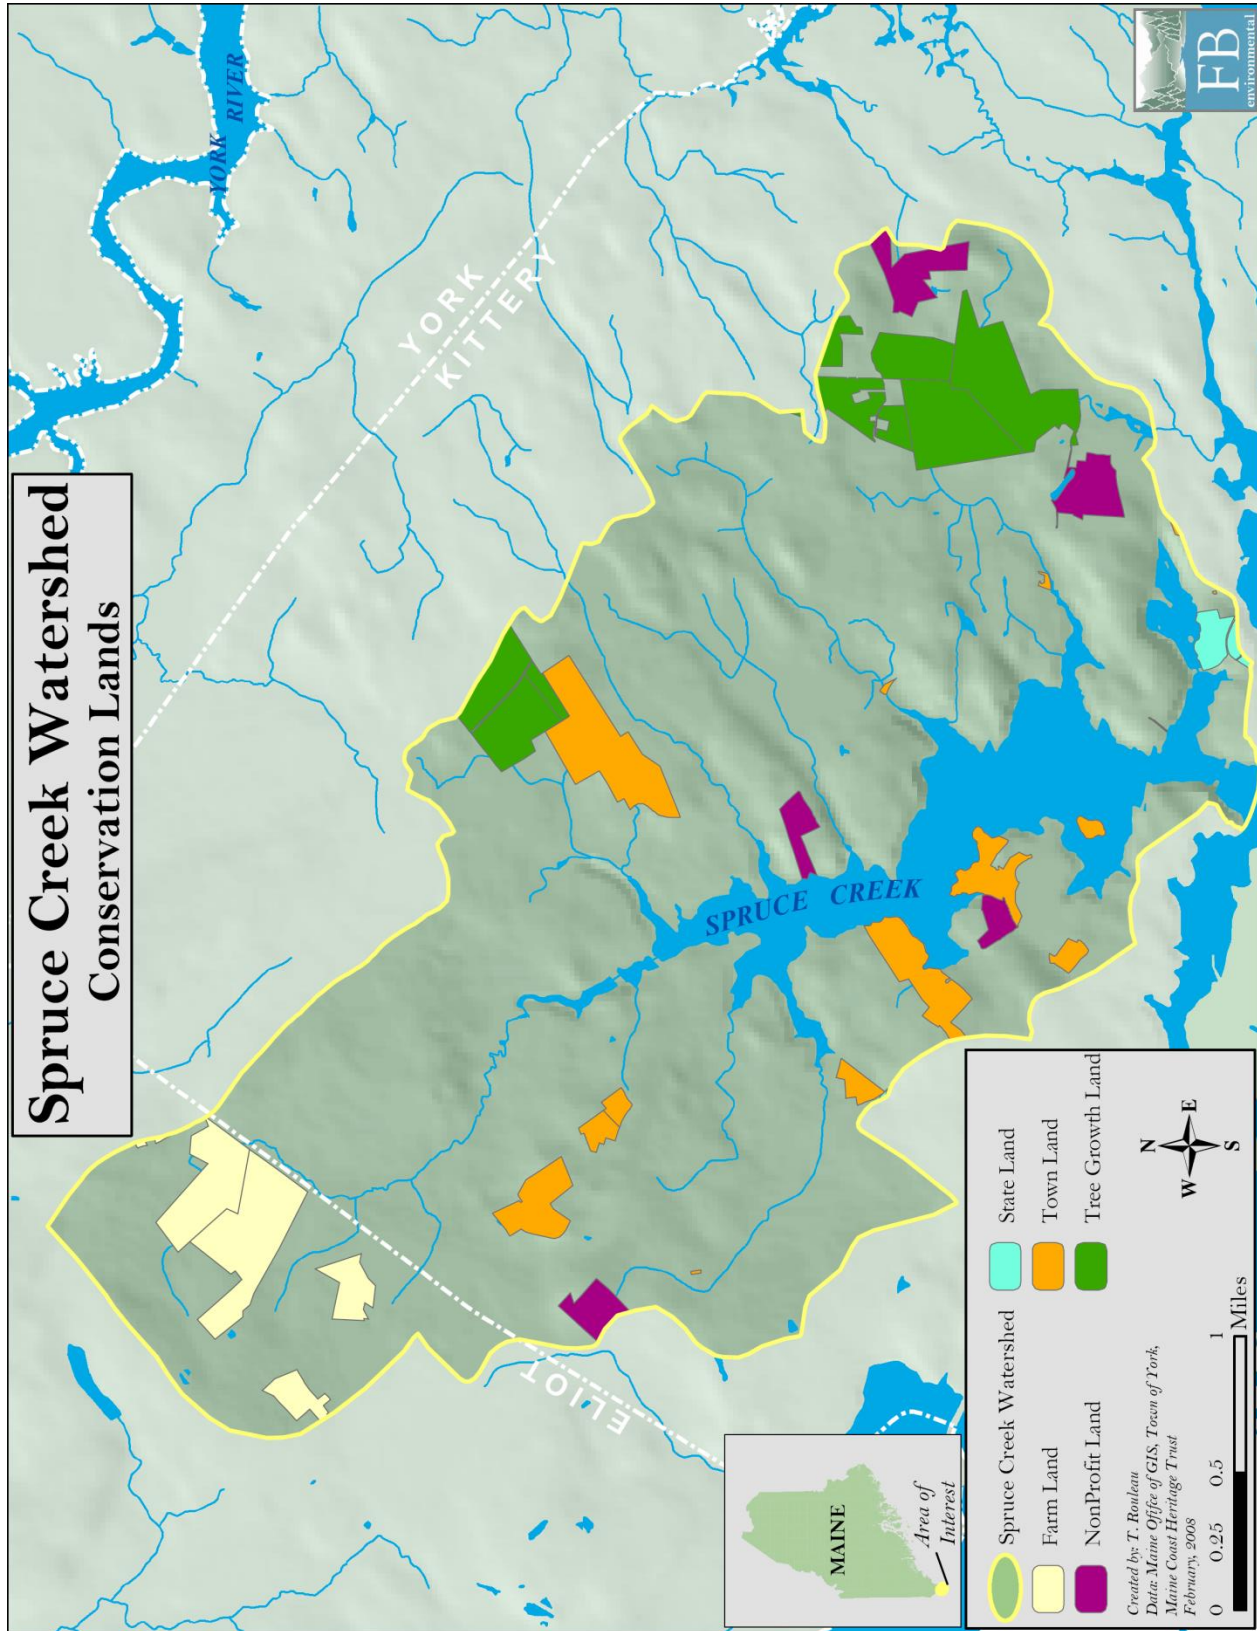 Spruce Creek Watershed
Conservation Lands
YORK RIVER
YORK
KITTERY
ELIOT
SPRUCE CREEK
MAINE
Area of
Interest
Spruce Creek Watershed
Farm Land
NonProfit Land
State Land
Town Land
Tree Growth Land
Created by: T. Rouleau
Data: Maine Offifce of GIS, Town of York,
Maine Coast Heritage Trust
February, 2008
0 0.25 0.5 1
Miles
N
W E
S
FB
environmental